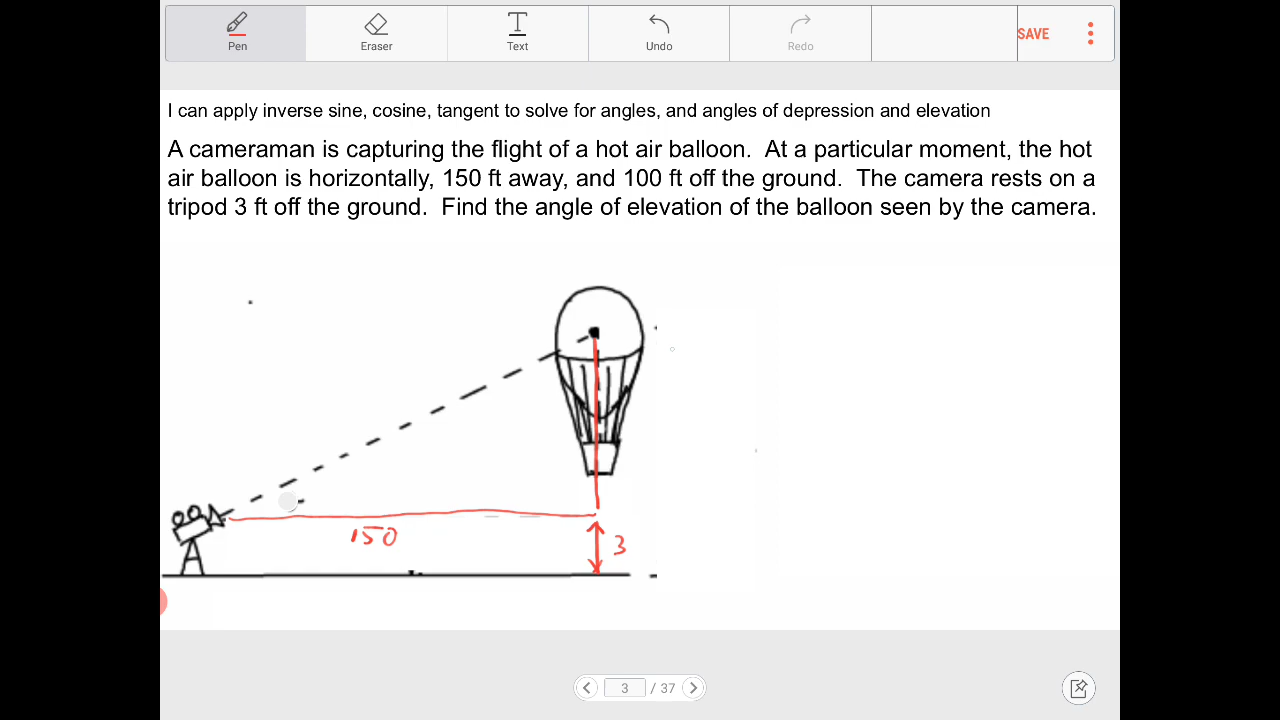 Pen Eraser Text Undo Redo SAVE
I can apply inverse sine, cosine, tangent to solve for angles, and angles of depression and elevation
A cameraman is capturing the flight of a hot air balloon. At a particular moment, the hot
air balloon is horizontally, 150 ft away, and 100 ft off the ground. The camera rests on a
tripod 3 ft off the ground. Find the angle of elevation of the balloon seen by the camera.
150
3
3 / 37